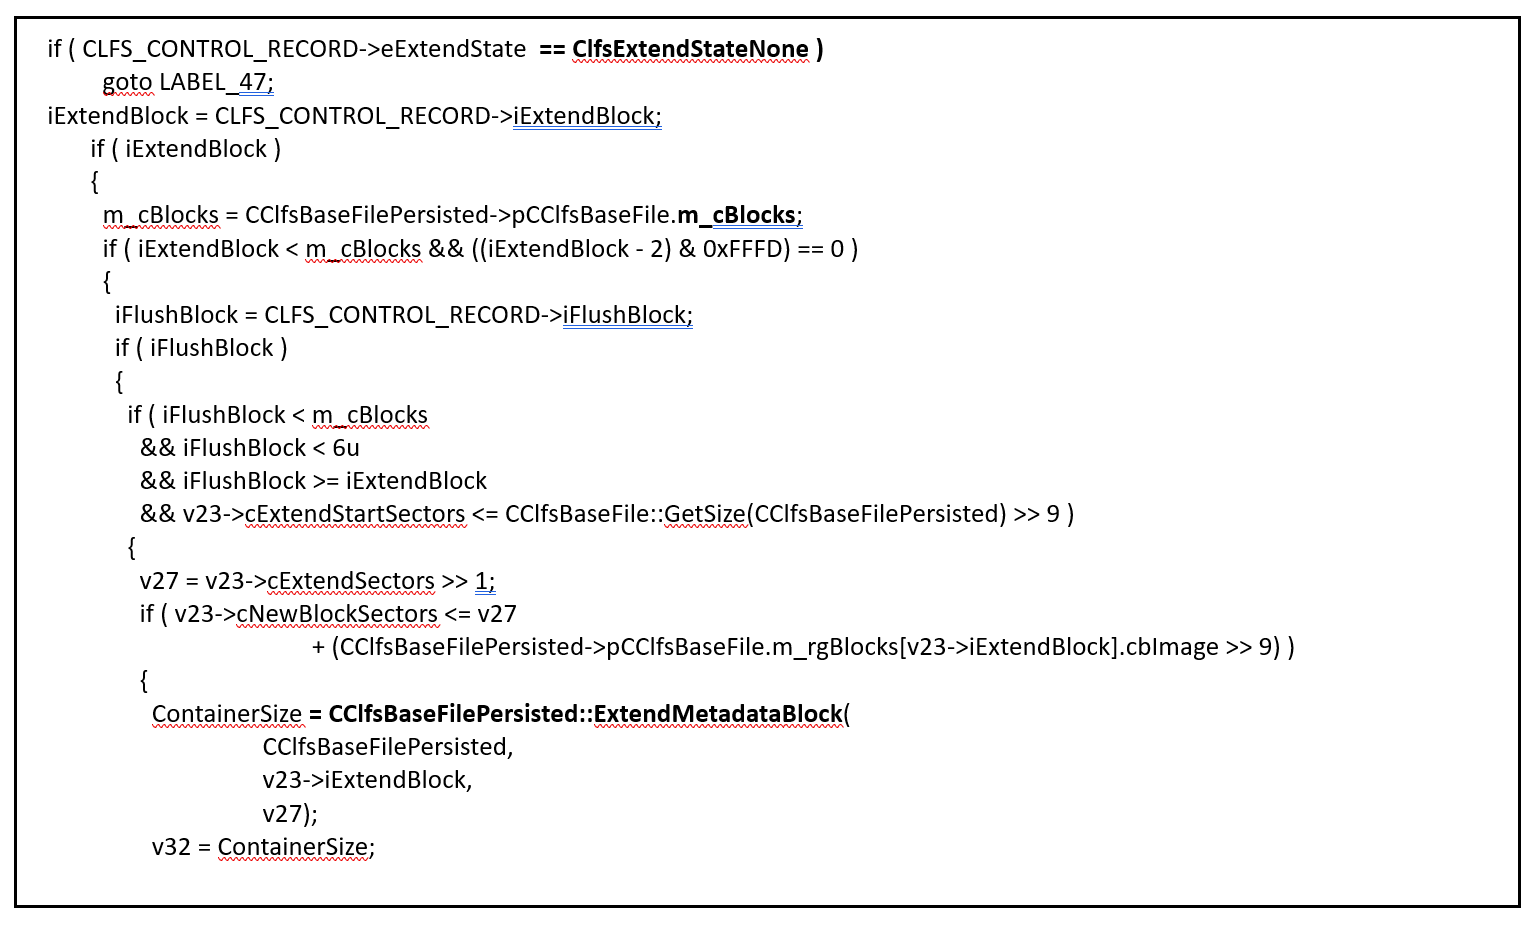 if ( CLFS_CONTROL_RECORD->eExtendState == ClfsExtendStateNone )
goto LABEL_47;
iExtendBlock = CLFS_CONTROL_RECORD->iExtendBlock;
if ( iExtendBlock )
{
m_cBlocks = CClfsBaseFilePersisted->pCClfsBaseFile.m_cBlocks;
if ( iExtendBlock < m_cBlocks && ((iExtendBlock - 2) & 0xFFFD) == 0 )
{
iFlushBlock = CLFS_CONTROL_RECORD->iFlushBlock;
if ( iFlushBlock )
{
if ( iFlushBlock < m_cBlocks
&& iFlushBlock < 6u
&& iFlushBlock >= iExtendBlock
&& v23->cExtendStartSectors <= CClfsBaseFile::GetSize(CClfsBaseFilePersisted) >> 9 )
{
v27 = v23->cExtendSectors >> 1;
if ( v23->cNewBlockSectors <= v27
+ (CClfsBaseFilePersisted->pCClfsBaseFile.m_rgBlocks[v23->iExtendBlock].cbImage >> 9) )
{
ContainerSize = CClfsBaseFilePersisted::ExtendMetadataBlock(
CClfsBaseFilePersisted,
v23->iExtendBlock,
v27);
v32 = ContainerSize;